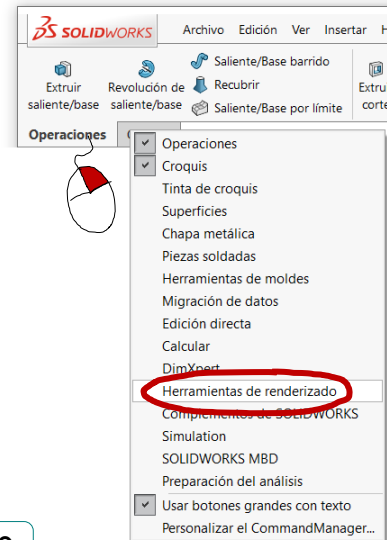 SOLIDWORKS Archivo Edición Ver Insertar
Extruir saliente/base
Revolución de saliente/base
Saliente/Base barrido
Recubrir
Saliente/Base por límite
Operaciones
Operaciones
Croquis
Tinta de croquis
Superficies
Chapa metálica
Piezas soldadas
Herramientas de moldes
Migración de datos
Edición directa
Calcular
DimXpert
Herramientas de renderizado
Complementos de SOLIDWORKS
Simulation
SOLIDWORKS MBD
Preparación del análisis
Usar botones grandes con texto
Personalizar el CommandManager...